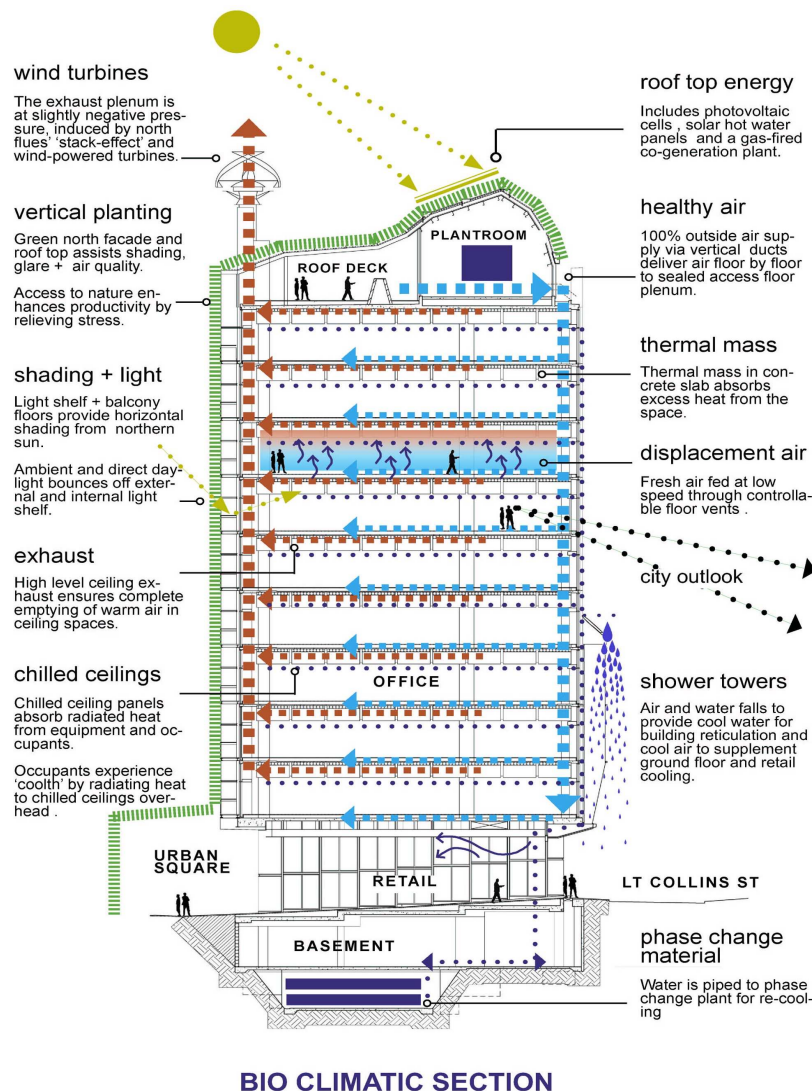 wind turbines
The exhaust plenum is
at slightly negative pres-
sure, induced by north
flues' 'stack-effect' and
wind-powered turbines.
vertical planting
Green north facade and
roof top assists shading,
glare + air quality.
Access to nature en-
hances productivity by
relieving stress.
shading + light
Light shelf + balcony
floors provide horizontal
shading from northern
sun.
Ambient and direct day-
light bounces off exter-
nal and internal light
shelf.
exhaust
High level ceiling ex-
haust ensures complete
emptying of warm air in
ceiling spaces.
chilled ceilings
Chilled ceiling panels
absorb radiated heat
from equipment and oc-
cupants.
Occupants experience
'coolth' by radiating heat
to chilled ceilings over-
head .
PLANTROOM
ROOF DECK
OFFICE
URBAN
SQUARE
RETAIL
LT COLLINS ST
BASEMENT
roof top energy
Includes photovoltaic
cells , solar hot water
panels and a gas-fired
co-generation plant.
healthy air
100% outside air sup-
ply via vertical ducts
deliver air floor by floor
to sealed access floor
plenum.
thermal mass
Thermal mass in con-
crete slab absorbs
excess heat from the
space.
displacement air
Fresh air fed at low
speed through controlla-
ble floor vents .
city outlook
shower towers
Air and water falls to
provide cool water for
building reticulation and
cool air to supplement
ground floor and retail
cooling.
phase change
material
Water is piped to phase
change plant for re-cool-
ing
BIO CLIMATIC SECTION